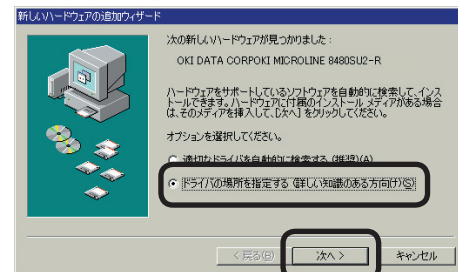 新しいハードウェアの追加ウィザード
次の新しいハードウェアが見つかりました :
OKI DATA CORPOKI MICROLINE 8480SU2-R
ハードウェアをサポートしているソフトウェアを自動的に検索して、インス
トールできます。ハードウェアに付属のインストール メディアがある場合
は、そのメディアを挿入して、[次へ] をクリックしてください。
オプションを選択してください。
適切なドライバを自動的に検索する (推奨)(A)
ドライバの場所を指定する (詳しい知識のある方向け)(S)
< 戻る(B)
次へ >
キャンセル